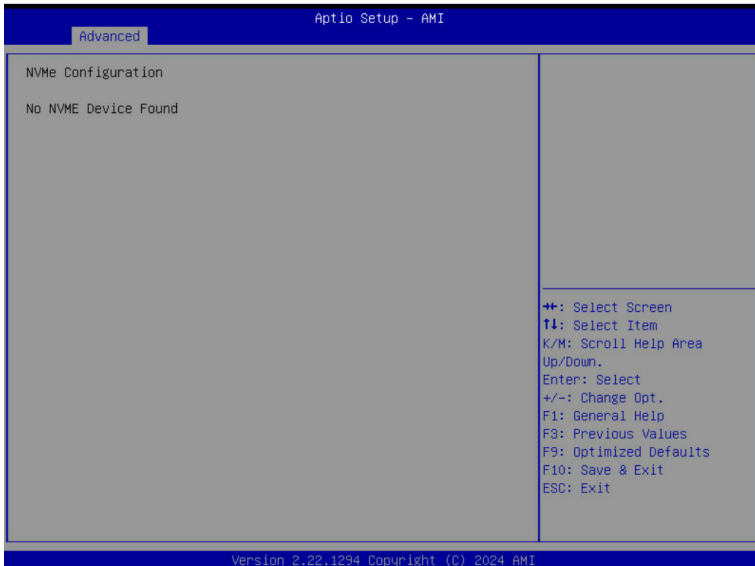 Aptio Setup - AMI
Advanced
NVMe Configuration
No NVME Device Found
→←: Select Screen
↑↓: Select Item
K/M: Scroll Help Area
Up/Down.
Enter: Select
+/-: Change Opt.
F1: General Help
F3: Previous Values
F9: Optimized Defaults
F10: Save & Exit
ESC: Exit
Version 2.22.1294 Copyright (C) 2024 AMI